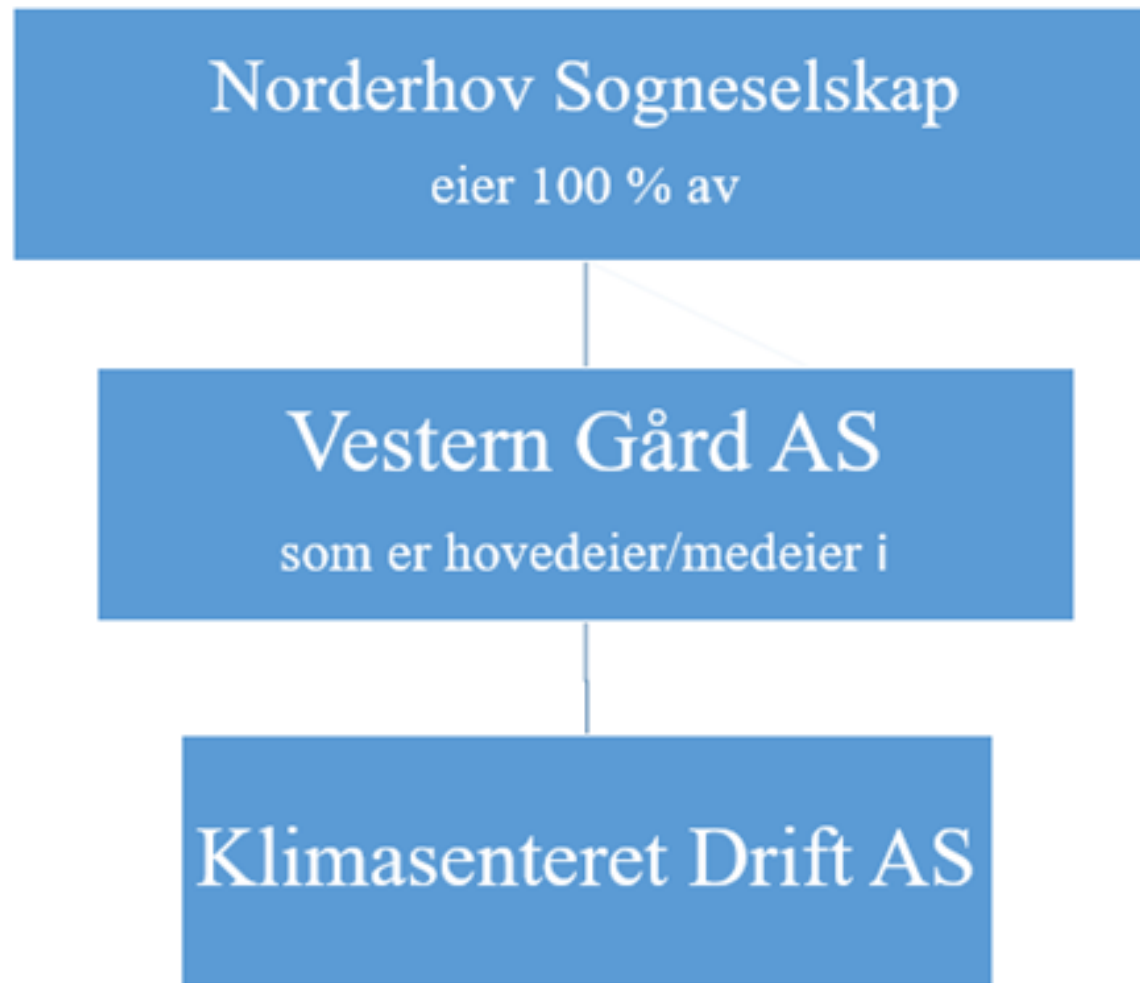 Norderhov Sogneselskap
eier 100 % av
Vestern Gård AS
som er hovedeier/medeier i
Klimasenteret Drift AS